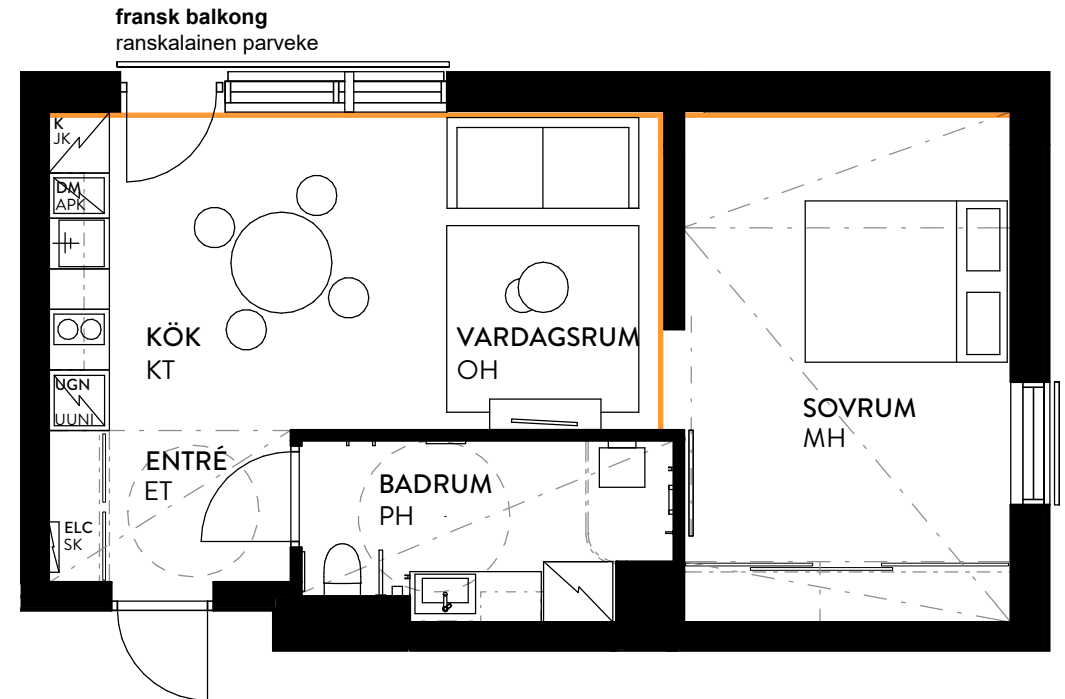 fransk balkong
ranskalainen parveke
K
JK
DM
APK
KÖK
KT
VARDAGSRUM
OH
UGN
UUNI
SOVRUM
MH
ENTRÉ
ET
BADRUM
PH
ELC
SK